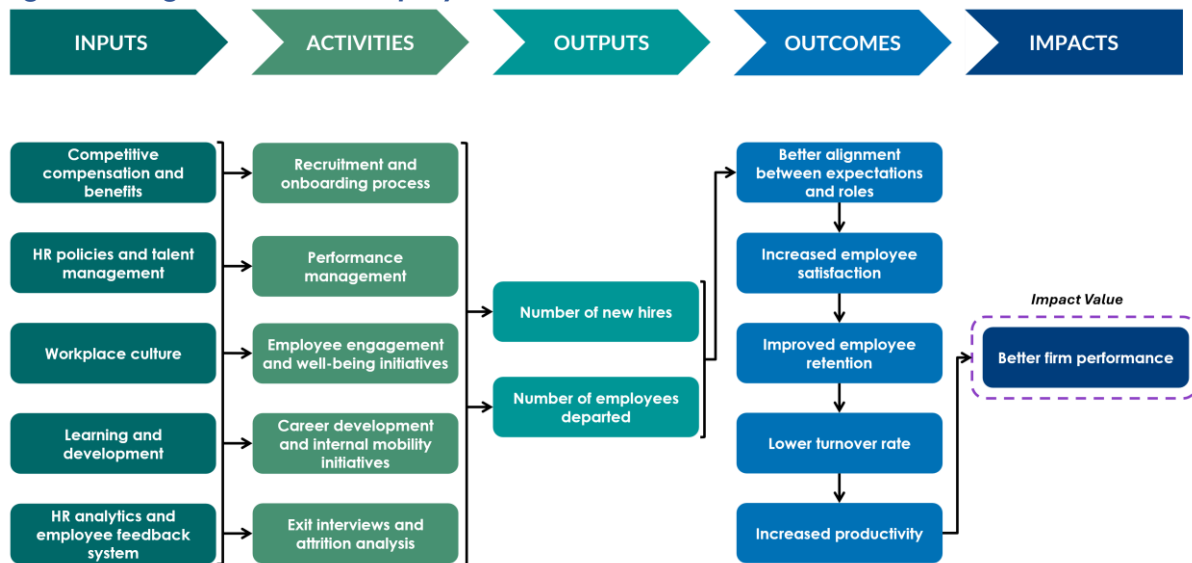 INPUTS
ACTIVITIES
OUTPUTS
OUTCOMES
IMPACTS
Competitive
compensation and
benefits
HR policies and talent
management
Workplace culture
Learning and
development
HR analytics and
employee feedback
system
Recruitment and
onboarding process
Performance
management
Employee engagement
and well-being initiatives
Career development
and internal mobility
initiatives
Exit interviews and
attrition analysis
Number of new hires
Number of employees
departed
Better alignment
between expectations
and roles
Increased employee
satisfaction
Improved employee
retention
Lower turnover rate
Increased productivity
Impact Value
Better firm performance